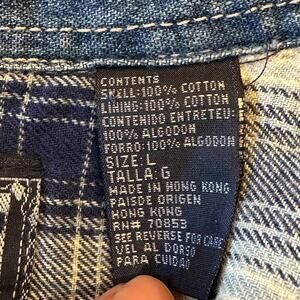 CONTENTS
SHELL:100% COTTON
LINING:100% COTTON
CONTENIDO ENTRETEU:
100% ALGODON
FORRO:100% ALGODON
SIZE:L
TALLA:G
MADE IN HONG KONG
PAISDE ORIGEN
HONG KONG
RN# 70853
SEE REVERSE FOR CARE
VEL AL DORSO
PARA CUIDAD